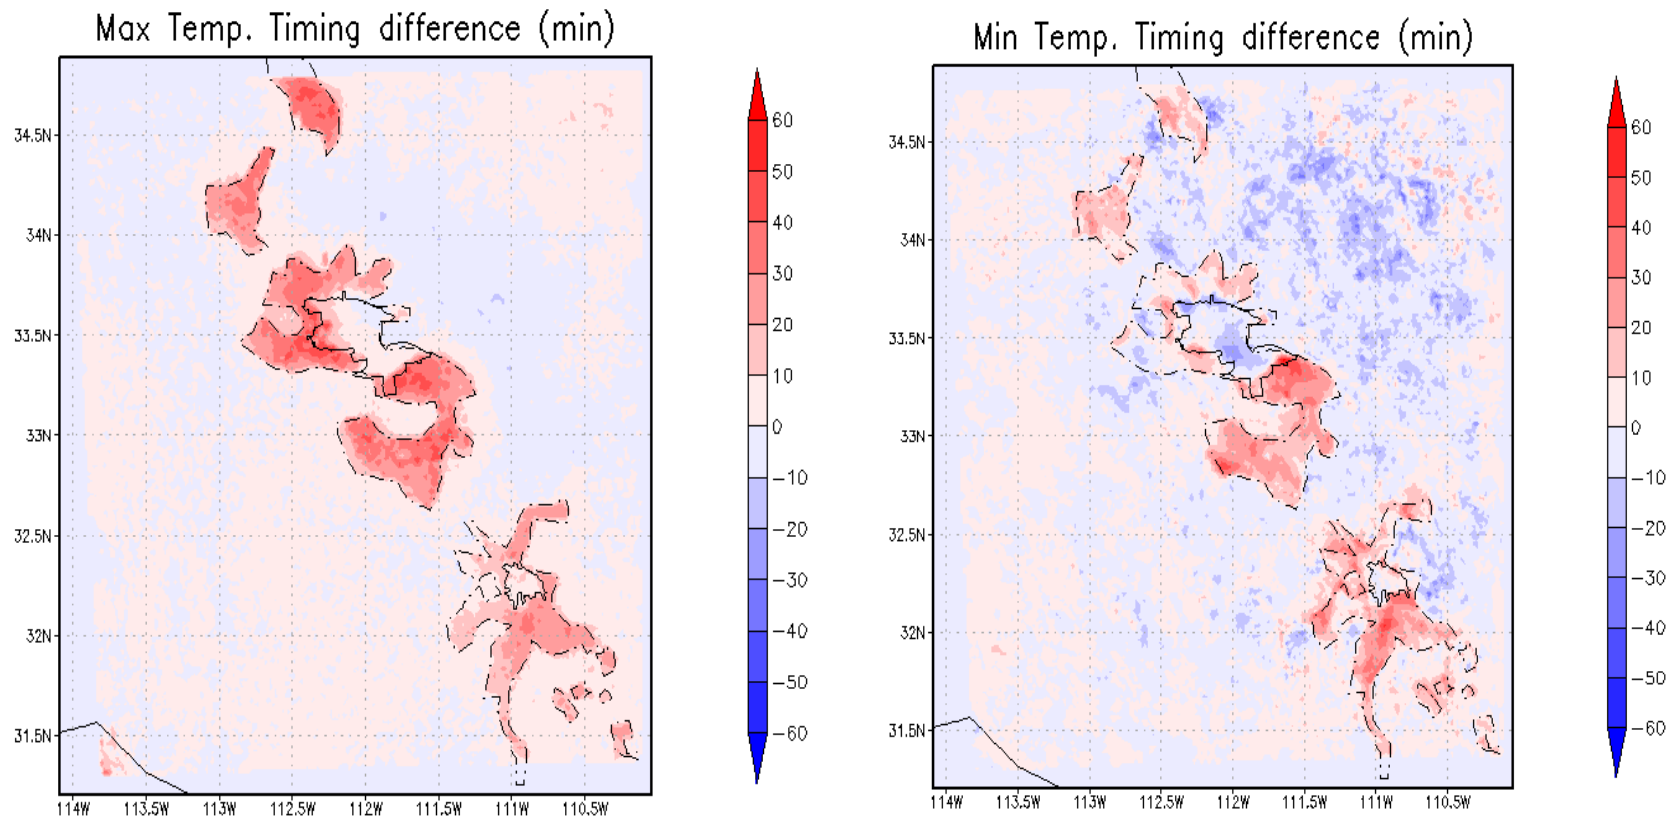 Max Temp. Timing difference (min)
34.5N
34N
33.5N
33N
32.5N
32N
31.5N
114W 113.5W 113W 112.5W 112W 111.5W 111W 110.5W
60
50
40
30
20
10
0
-10
-20
-30
-40
-50
-60
Min Temp. Timing difference (min)
34.5N
34N
33.5N
33N
32.5N
32N
31.5N
114W 113.5W 113W 112.5W 112W 111.5W 111W 110.5W
60
50
40
30
20
10
0
-10
-20
-30
-40
-50
-60